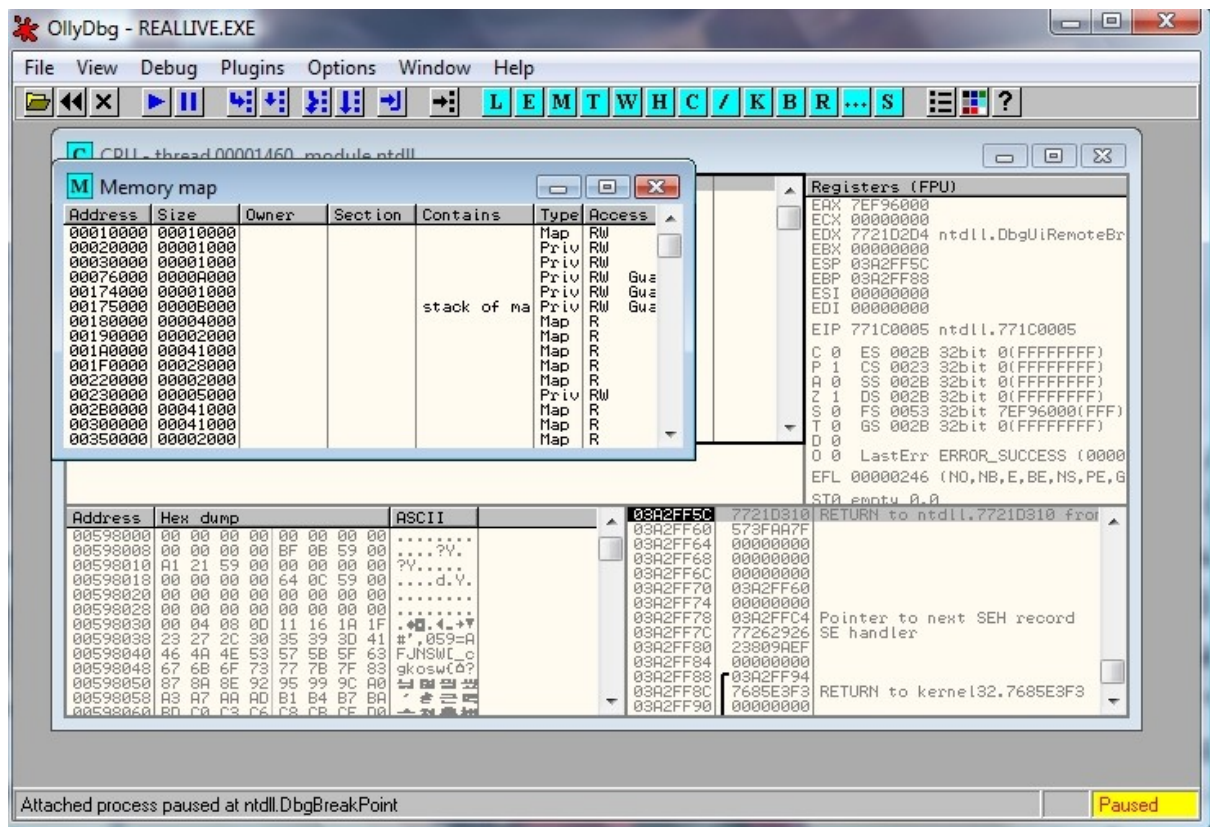 OllyDbg - REALLIVE.EXE
File View Debug Plugins Options Window Help
L E M T W H C / K B R ... S ?
C CPU - thread 00001460, module ntdll
M Memory map
Address Size Owner Section Contains Type Access
00010000 00010000 Map RW
00020000 00001000 Priv RW
00030000 00001000 Priv RW
00076000 0000A000 Priv RW Gua
00174000 00001000 Priv RW Gua
00175000 0000B000 stack of ma Priv RW Gua
00180000 00004000 Map R
00190000 00002000 Map R
001A0000 00041000 Map R
001F0000 00028000 Map R
00220000 00002000 Map R
00230000 00005000 Priv RW
002B0000 00041000 Map R
00300000 00041000 Map R
00350000 00002000 Map R
Registers (FPU)
EAX 7EF96000
ECX 00000000
EDX 7721D2D4 ntdll.DbgUiRemoteBr
EBX 00000000
ESP 03A2FF5C
EBP 03A2FF88
ESI 00000000
EDI 00000000
EIP 771C0005 ntdll.771C0005
C 0 ES 002B 32bit 0(FFFFFFFF)
P 1 CS 0023 32bit 0(FFFFFFFF)
A 0 SS 002B 32bit 0(FFFFFFFF)
Z 1 DS 002B 32bit 0(FFFFFFFF)
S 0 FS 0053 32bit 7EF96000(FFF)
T 0 GS 002B 32bit 0(FFFFFFFF)
D 0
O 0 LastErr ERROR_SUCCESS (0000
EFL 00000246 (NO,NB,E,BE,NS,PE,G
ST0 empty 0.0
Address Hex dump ASCII
00598000 00 00 00 00 00 00 00 00 ........
00598008 00 00 00 00 BF 0B 59 00 ....?Y.
00598010 A1 21 59 00 00 00 00 00 ?Y.....
00598018 00 00 00 00 64 0C 59 00 ....d.Y.
00598020 00 00 00 00 00 00 00 00 ........
00598028 00 00 00 00 00 00 00 00 ........
00598030 00 04 08 0D 11 16 1A 1F
00598038 23 27 2C 30 35 39 3D 41 #',059=A
00598040 46 4A 4E 53 57 5B 5F 63 FJNSW[_c
00598048 67 6B 6F 73 77 7B 7F 83 gkosw{
00598050 87 8A 8E 92 95 99 9C A0
00598058 A3 A7 AA AD B1 B4 B7 BA
00598060 BD C0 C3 C6 C8 CB CE D0
03A2FF5C 7721D310 RETURN to ntdll.7721D310 fror
03A2FF60 573FAA7F
03A2FF64 00000000
03A2FF68 00000000
03A2FF6C 00000000
03A2FF70 03A2FF60
03A2FF74 00000000
03A2FF78 03A2FFC4 Pointer to next SEH record
03A2FF7C 77262926 SE handler
03A2FF80 23809AEF
03A2FF84 00000000
03A2FF88 03A2FF94
03A2FF8C 7685E3F3 RETURN to kernel32.7685E3F3
03A2FF90 00000000
Attached process paused at ntdll.DbgBreakPoint
Paused